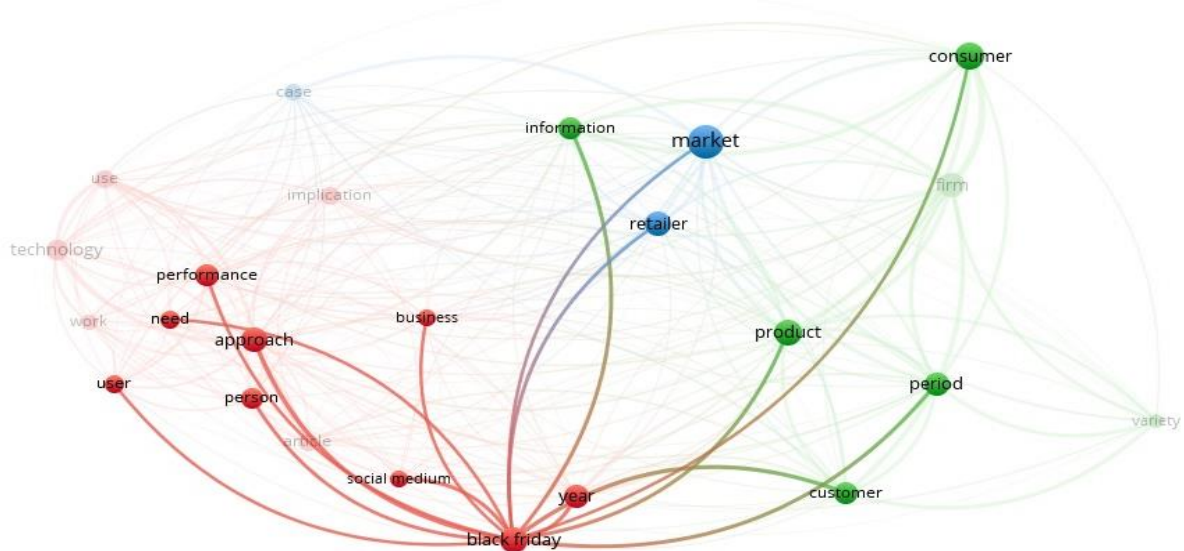 consumer
case
information
market
use
firm
implication
retailer
technology
performance
need
work
business
approach
product
user
period
person
variety
article
social medium
year
customer
black friday